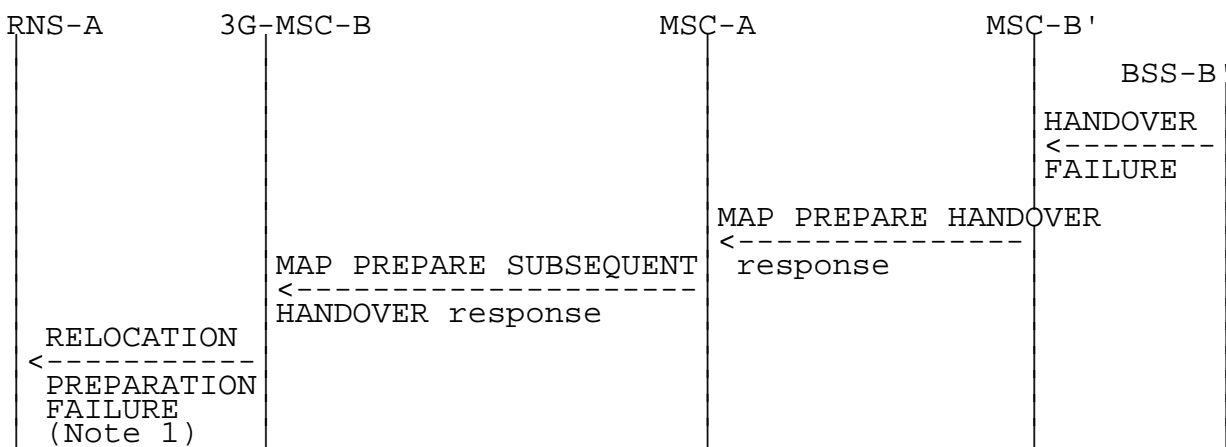 RNS-A 3G-MSC-B MSC-A MSC-B'
BSS-B'
HANDOVER
FAILURE
MAP PREPARE HANDOVER
response
MAP PREPARE SUBSEQUENT
HANDOVER response
RELOCATION
PREPARATION
FAILURE
(Note 1)